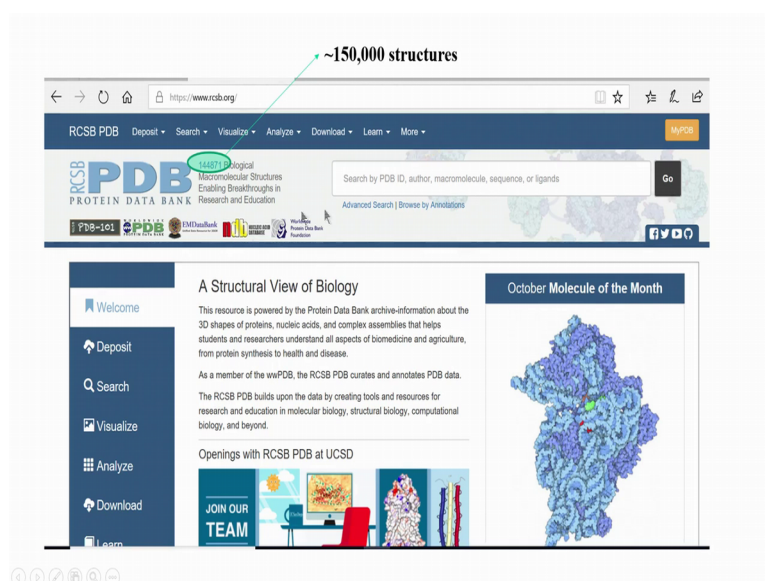 ~150,000 structures
https://www.rcsb.org/
RCSB PDB Deposit Search Visualize Analyze Download Learn More MyPDB
RCSB PDB
PROTEIN DATA BANK
144871 Biological
Macromolecular Structures
Enabling Breakthroughs in
Research and Education
Search by PDB ID, author, macromolecule, sequence, or ligands
Go
Advanced Search | Browse by Annotations
PDB-101
PDB
EMDataBank
NUCLEIC ACID
DATABASE
Worldwide
Protein Data Bank
Foundation
Welcome
Deposit
Search
Visualize
Analyze
Download
Learn
A Structural View of Biology
This resource is powered by the Protein Data Bank archive-information about the
3D shapes of proteins, nucleic acids, and complex assemblies that helps
students and researchers understand all aspects of biomedicine and agriculture,
from protein synthesis to health and disease.
As a member of the wwPDB, the RCSB PDB curates and annotates PDB data.
The RCSB PDB builds upon the data by creating tools and resources for
research and education in molecular biology, structural biology, computational
biology, and beyond.
Openings with RCSB PDB at UCSD
JOIN OUR
TEAM
October Molecule of the Month